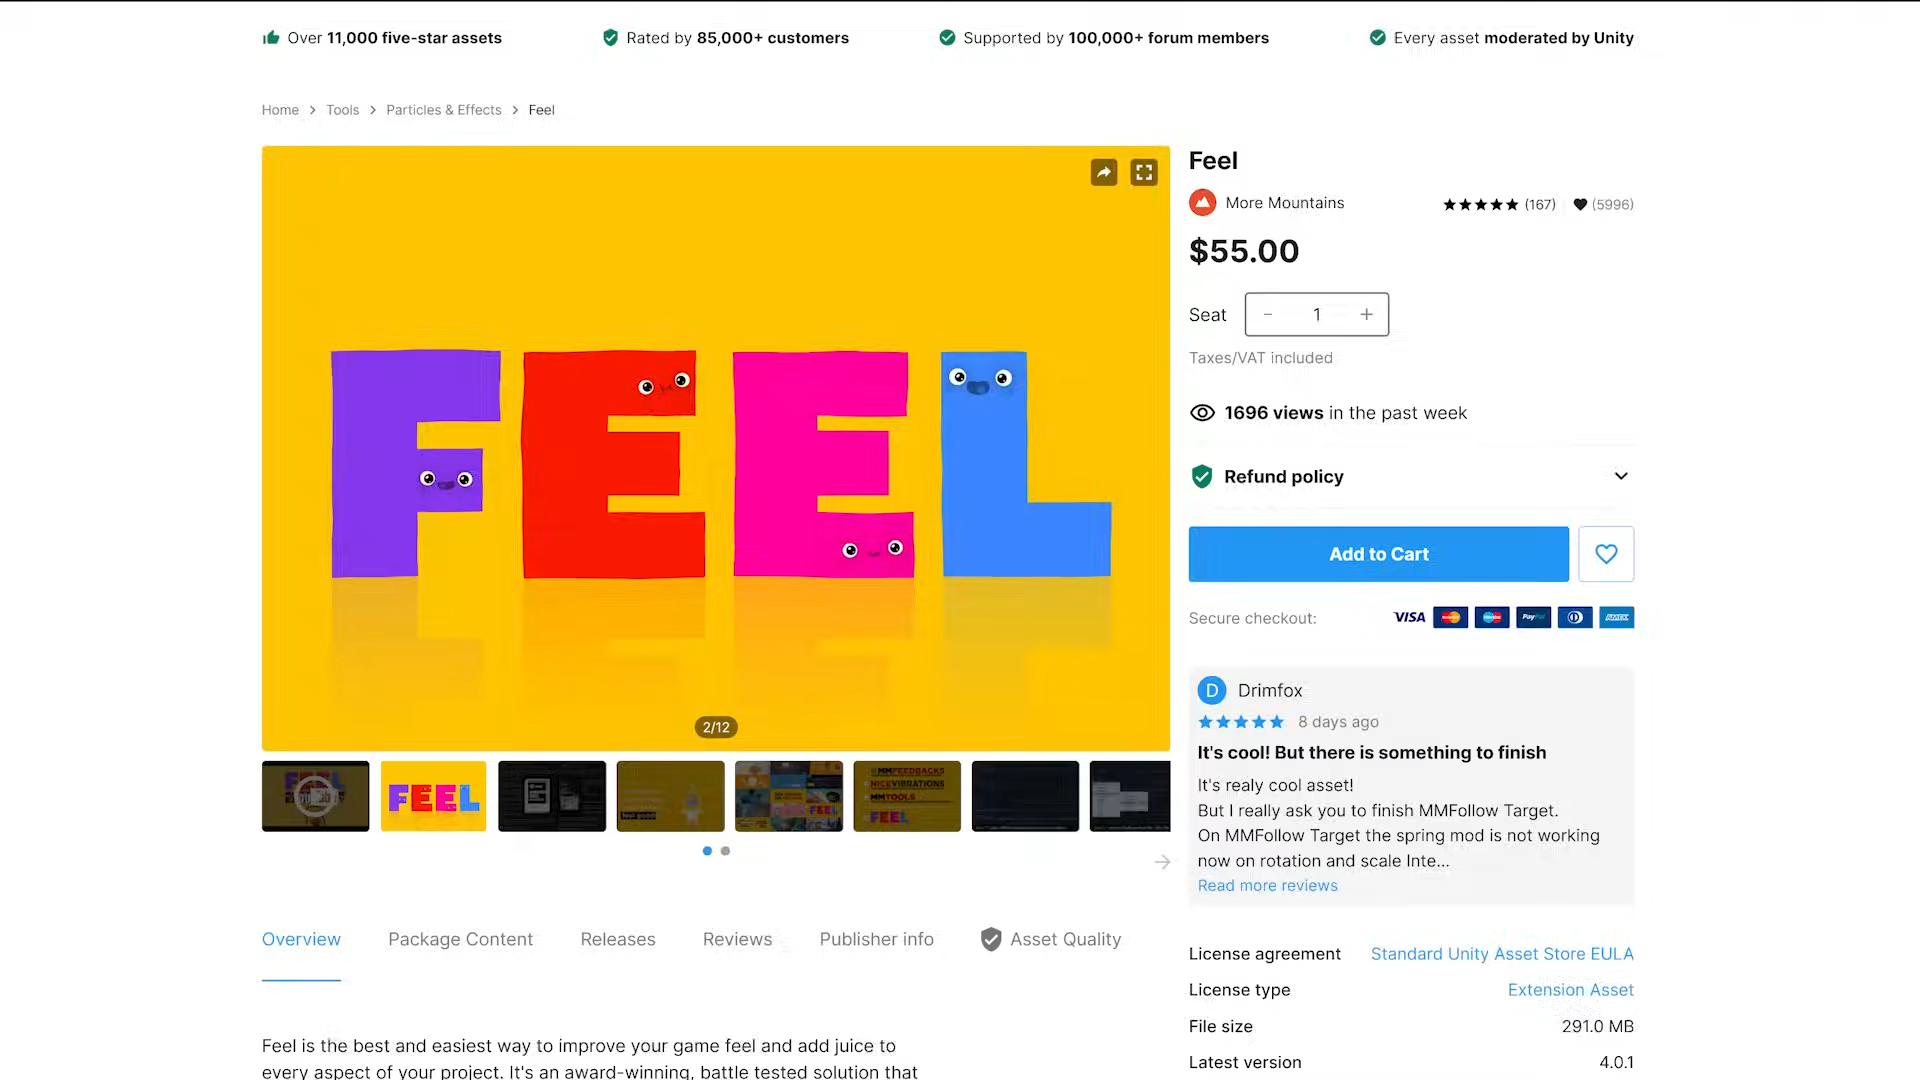 Over 11,000 five-star assets
Rated by 85,000+ customers
Supported by 100,000+ forum members
Every asset moderated by Unity
Home > Tools > Particles & Effects > Feel
FEEL
2/12
FEEL
#MMFEEDBACKS
NICEVIBRATIONS
MMTOOLS
FEEL
Feel
More Mountains
(167)
(5996)
$55.00
Seat
- 1 +
Taxes/VAT included
1696 views in the past week
Refund policy
Add to Cart
Secure checkout:
VISA
PayPal
AMEX
D Drimfox
8 days ago
It's cool! But there is something to finish
It's realy cool asset!
But I really ask you to finish MMFollow Target.
On MMFollow Target the spring mod is not working
now on rotation and scale Inte...
Read more reviews
Overview
Package Content
Releases
Reviews
Publisher info
Asset Quality
License agreement Standard Unity Asset Store EULA
License type Extension Asset
File size 291.0 MB
Latest version 4.0.1
Feel is the best and easiest way to improve your game feel and add juice to
every aspect of your project. It's an award-winning, battle tested solution that